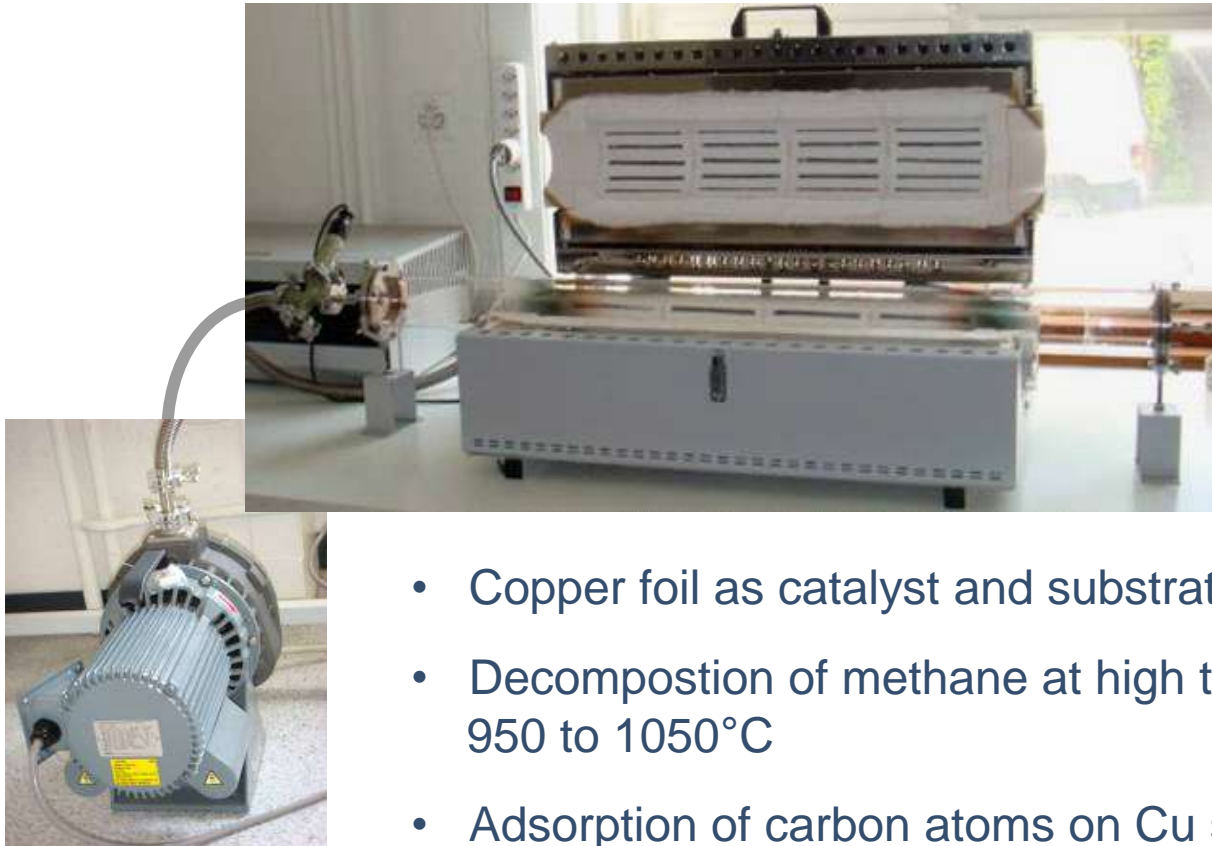 • Copper foil as catalyst and substrat
• Decompostion of methane at high t
950 to 1050°C
• Adsorption of carbon atoms on Cu